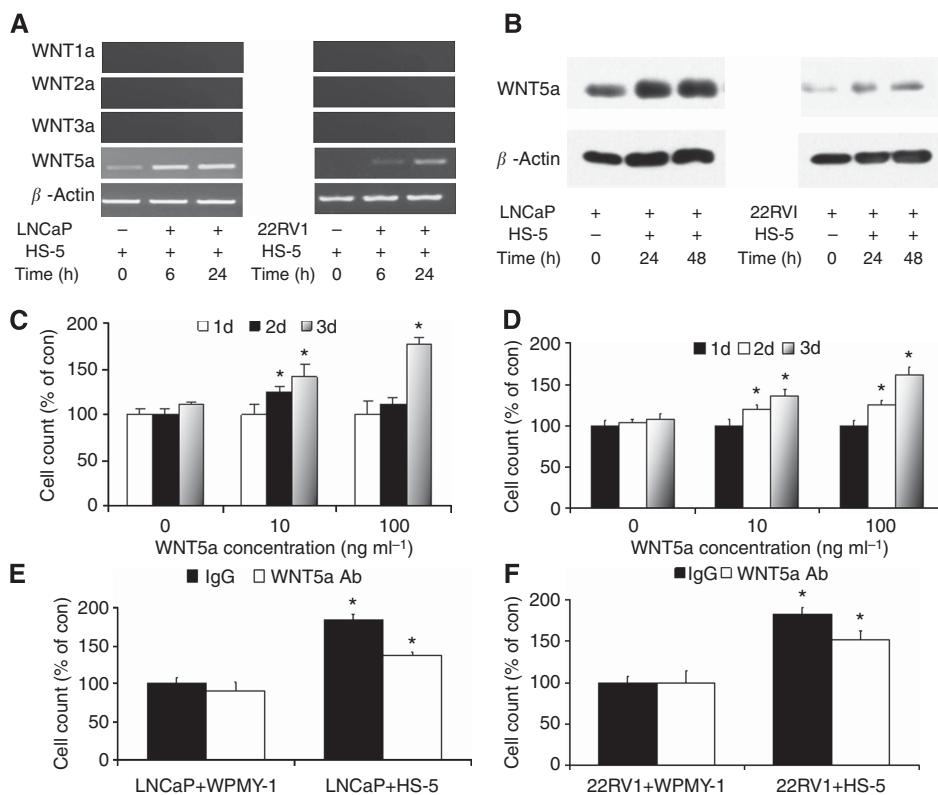 A
WNT1a
WNT2a
WNT3a
WNT5a
β -Actin
LNCaP – + + 22RV1 – + +
HS-5 + + + HS-5 + + +
Time (h) 0 6 24 Time (h) 0 6 24
B
WNT5a
β -Actin
LNCaP + + + 22RVI + + +
HS-5 – + + HS-5 – + +
Time (h) 0 24 48 Time (h) 0 24 48
C
1d 2d 3d
Cell count (% of con)
200
150
100
50
0
* * *
0 10 100
WNT5a concentration (ng ml–1)
D
1d 2d 3d
Cell count (% of con)
200
150
100
50
0
* * * *
0 10 100
WNT5a concentration (ng ml–1)
E
IgG WNT5a Ab
Cell count (% of con)
200
150
100
50
0
* *
LNCaP+WPMY-1 LNCaP+HS-5
F
IgG WNT5a Ab
Cell count (% of con)
200
150
100
50
0
* *
22RV1+WPMY-1 22RV1+HS-5